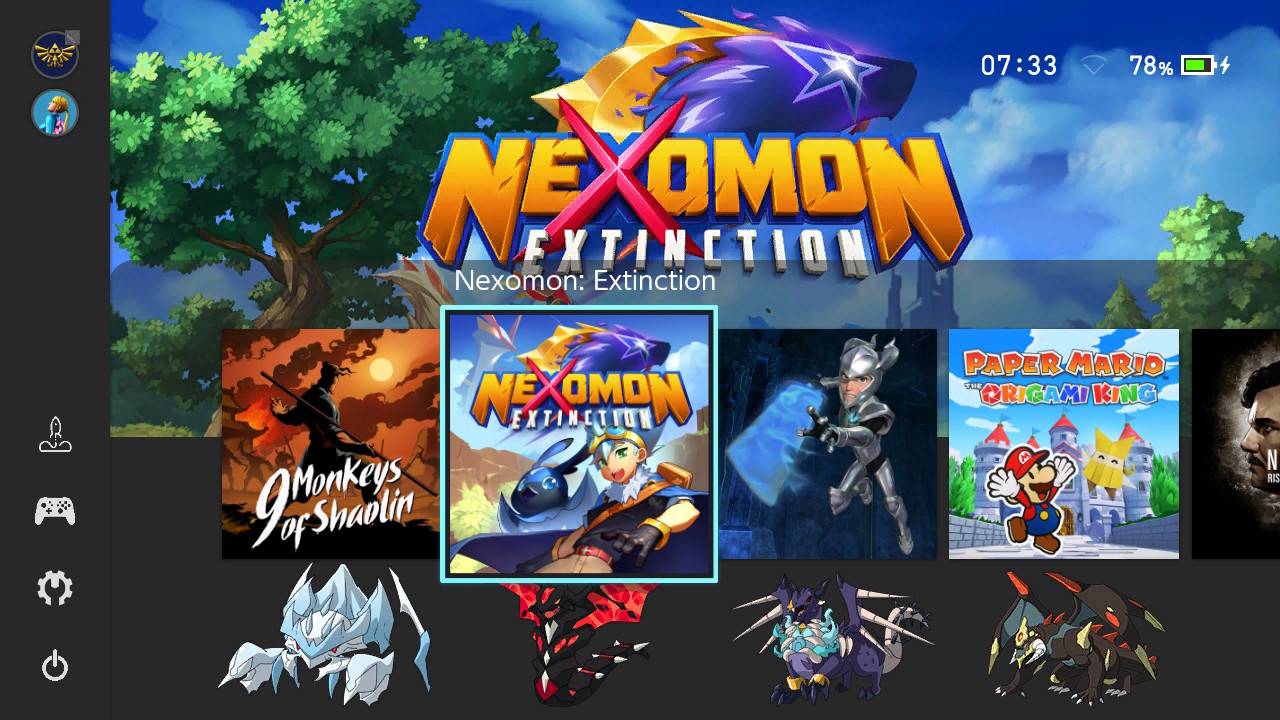 07:33
78%
NEXOMON
EXTINCTION
Nexomon: Extinction
9 Monkeys
of Shaolin
NEXOMON
EXTINCTION
PAPER MARIO
THE ORIGAMI KING